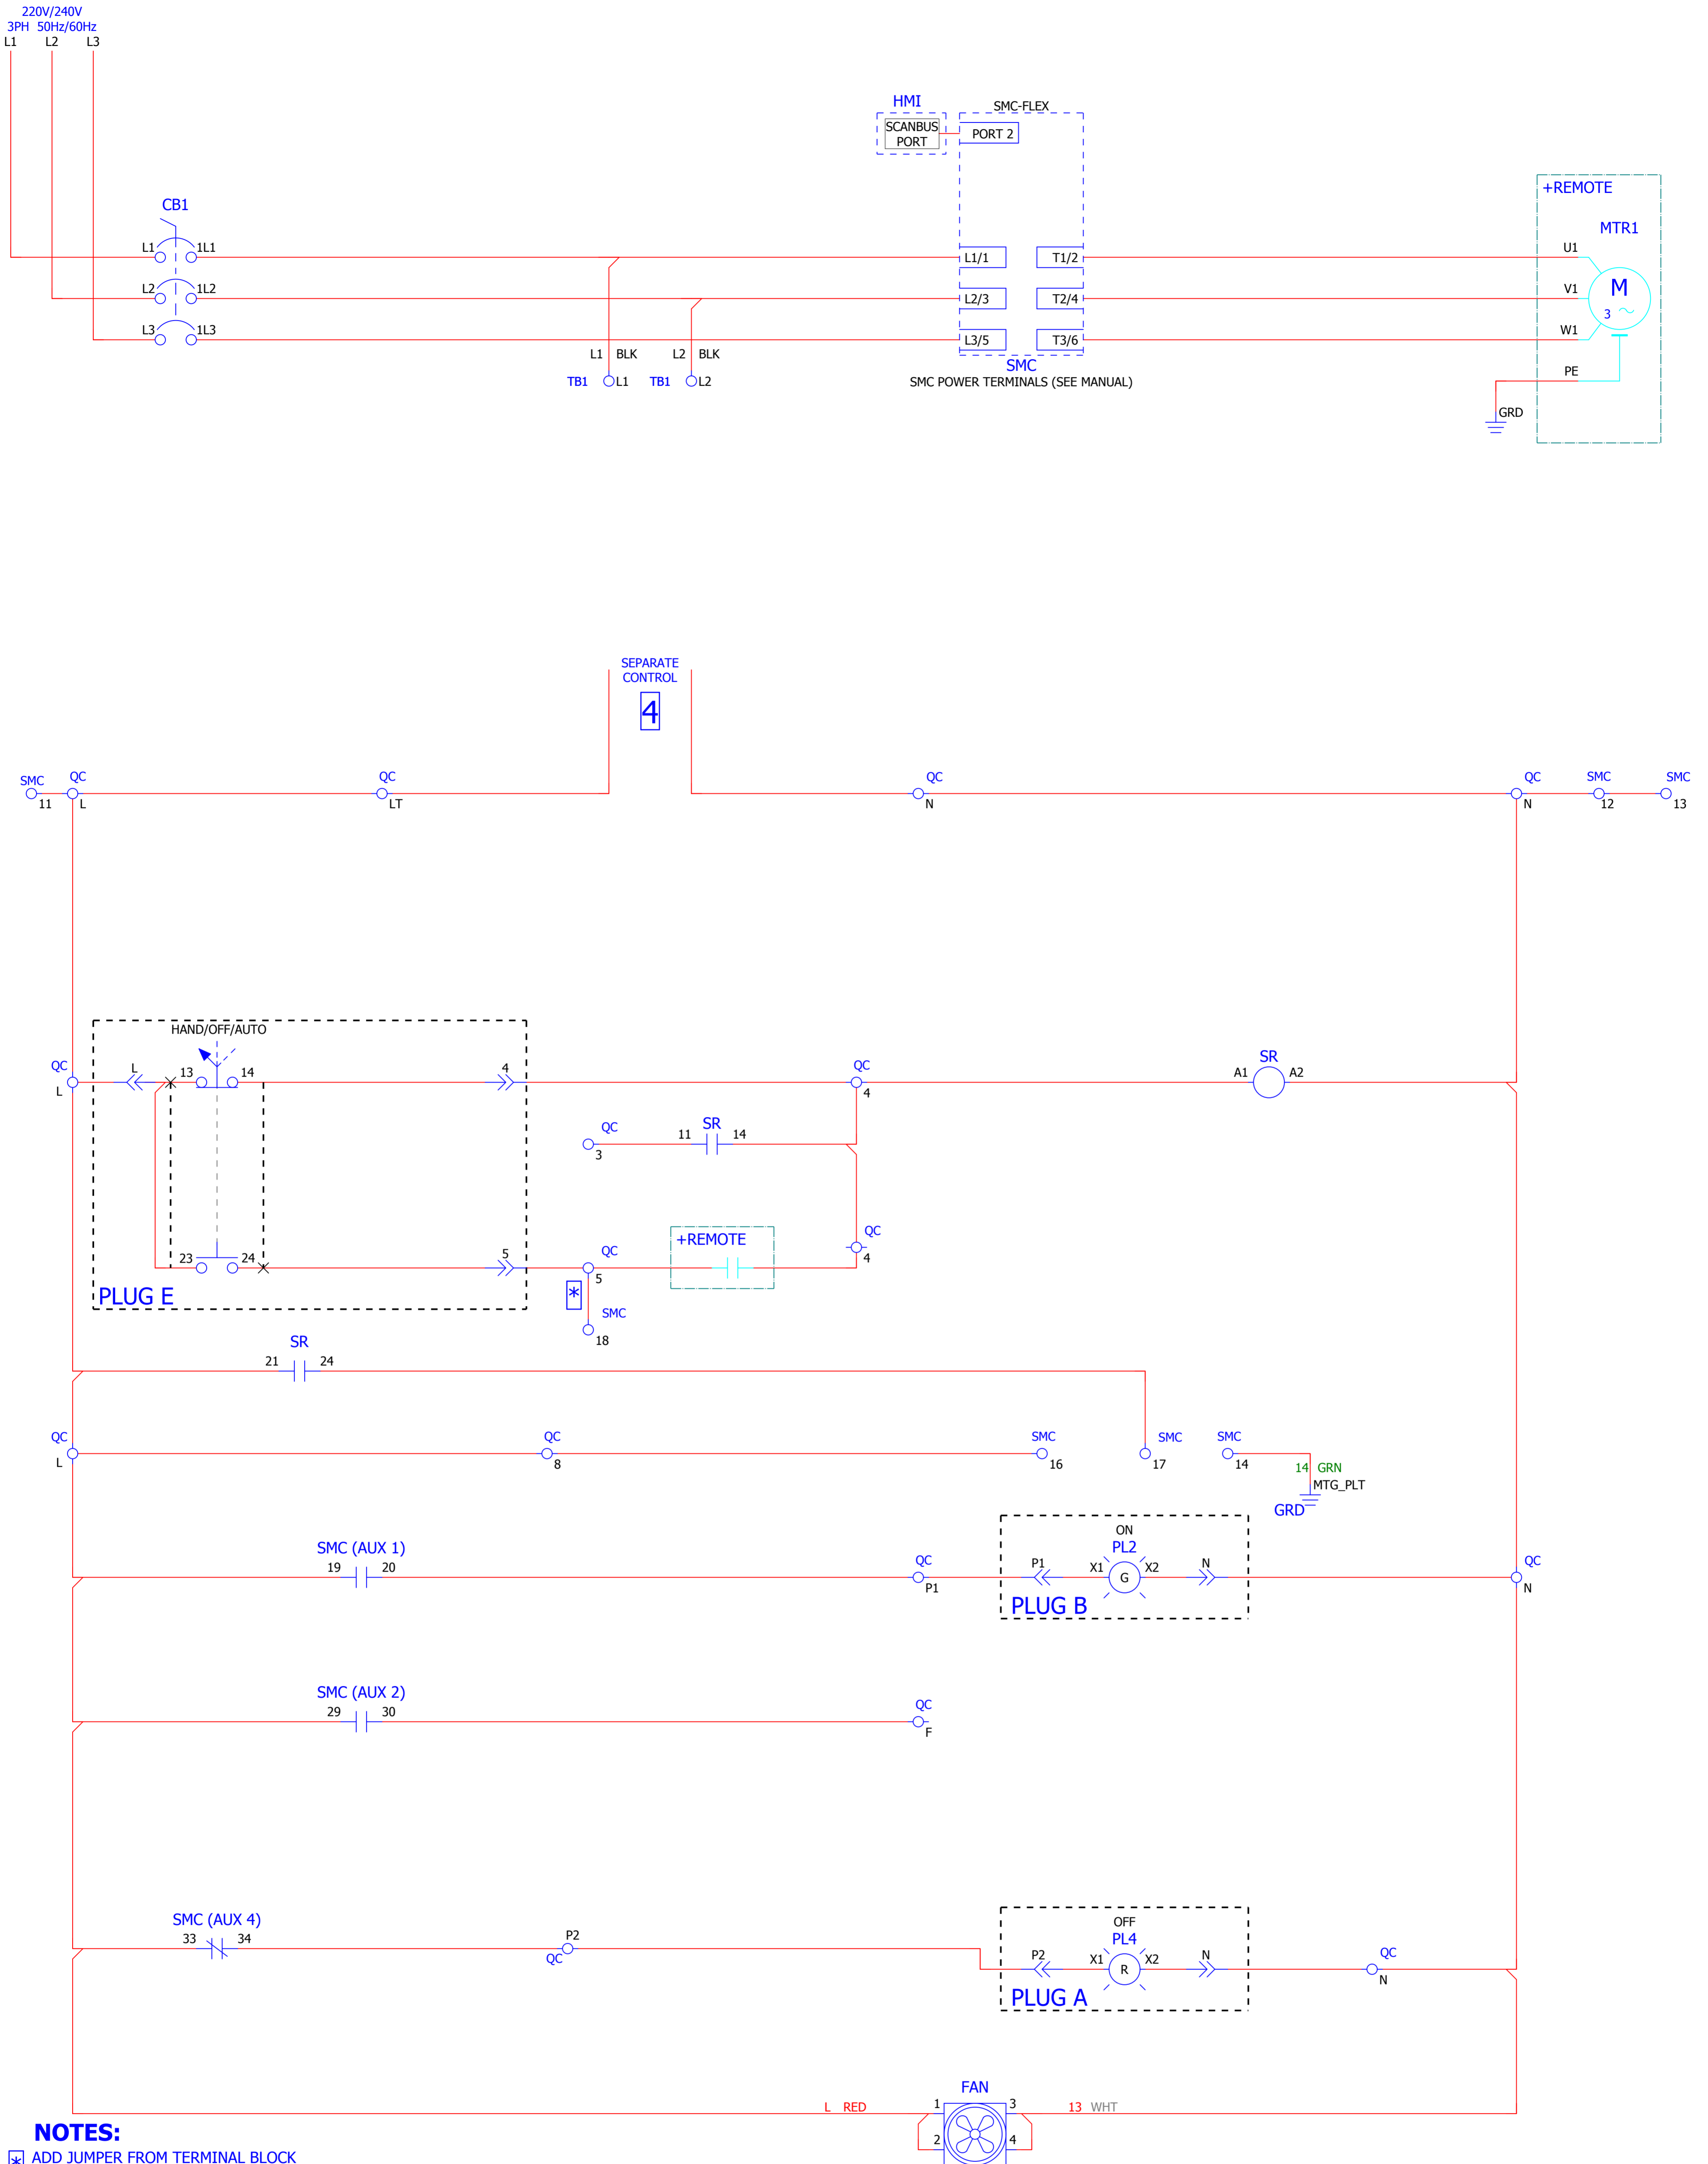 220V/240V
3PH 50Hz/60Hz
L1 L2 L3
HMI
SCANBUS
PORT
SMC-FLEX
PORT 2
+REMOTE
MTR1
CB1
L1 1L1
L1/1 T1/2
U1
L2 1L2
L2/3 T2/4
V1
M
3
L3 1L3
L3/5 T3/6
W1
L1 BLK L2 BLK
SMC
TB1 L1 TB1 L2
SMC POWER TERMINALS (SEE MANUAL)
PE
GRD
SEPARATE
CONTROL
4
SMC QC QC QC QC SMC SMC
11 L LT N N 12 13
HAND/OFF/AUTO
QC L 13 14 4 QC SR
L 4 A1 A2
QC SR
3 11 14
QC
4
23 24 5 QC +REMOTE
5
PLUG E
*
SMC
18
SR
21 24
QC QC SMC SMC SMC
L 8 16 17 14
14 GRN
MTG_PLT
GRD
ON
SMC (AUX 1) PL2
19 20 QC P1 X1 G X2 N QC
P1 N
PLUG B
SMC (AUX 2)
29 30 QC
F
SMC (AUX 4)
33 34 P2
QC
OFF
PL4
P2 X1 R X2 N QC
N
PLUG A
FAN
L RED 1 3 13 WHT
2 4
NOTES:
* ADD JUMPER FROM TERMINAL BLOCK